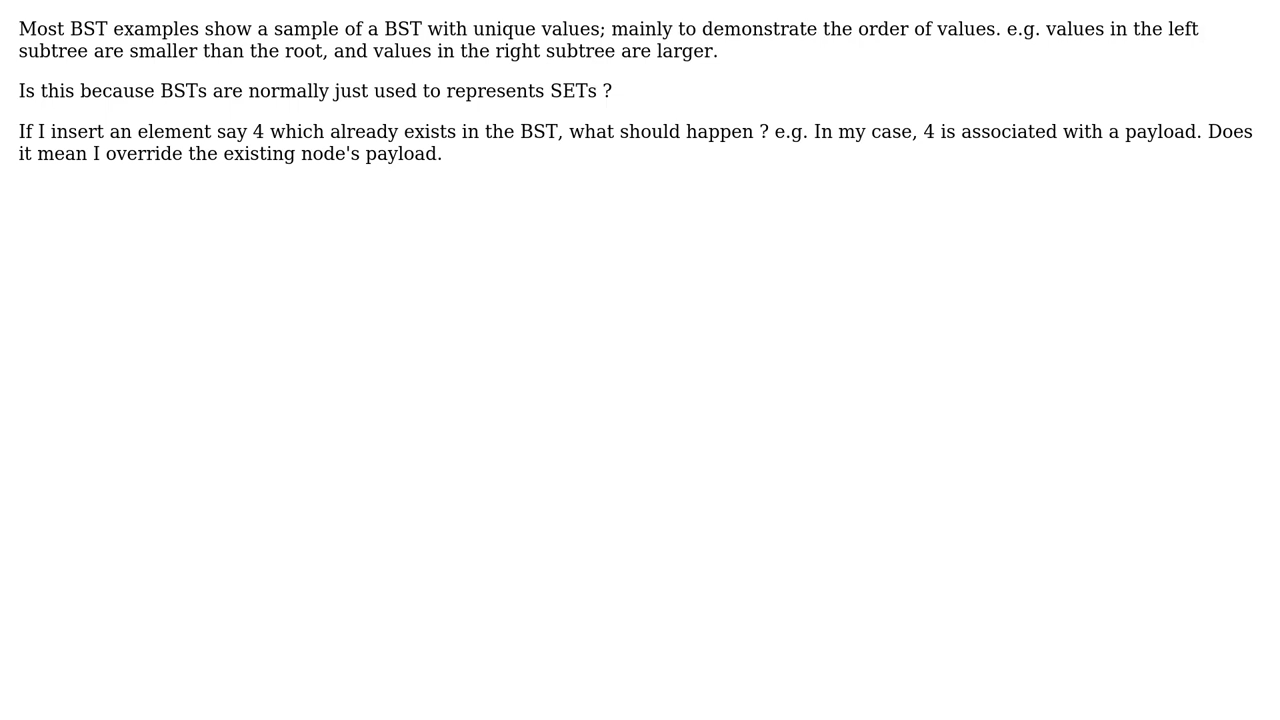 Most BST examples show a sample of a BST with unique values; mainly to demonstrate the order of values. e.g. values in the left
subtree are smaller than the root, and values in the right subtree are larger.
Is this because BSTs are normally just used to represents SETs ?
If I insert an element say 4 which already exists in the BST, what should happen ? e.g. In my case, 4 is associated with a payload. Does
it mean I override the existing node's payload.